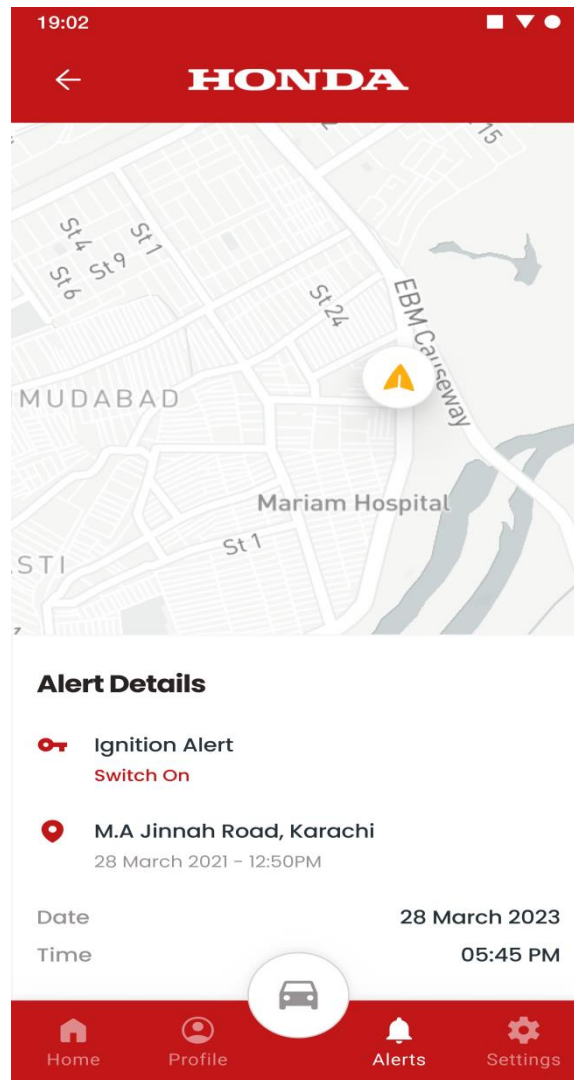 19:02
HONDA
15
St 4
St 1
St 9
St 6
St 24
EBM Causeway
MUDABAD
Mariam Hospital
St 1
STI
Alert Details
Ignition Alert
Switch On
M.A Jinnah Road, Karachi
28 March 2021 - 12:50PM
Date 28 March 2023
Time 05:45 PM
Home Profile Alerts Settings